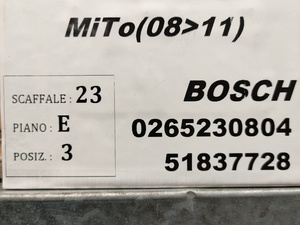 MiTo(08>11)
SCAFFALE : 23
PIANO : E
POSIZ. : 3
BOSCH
0265230804
51837728